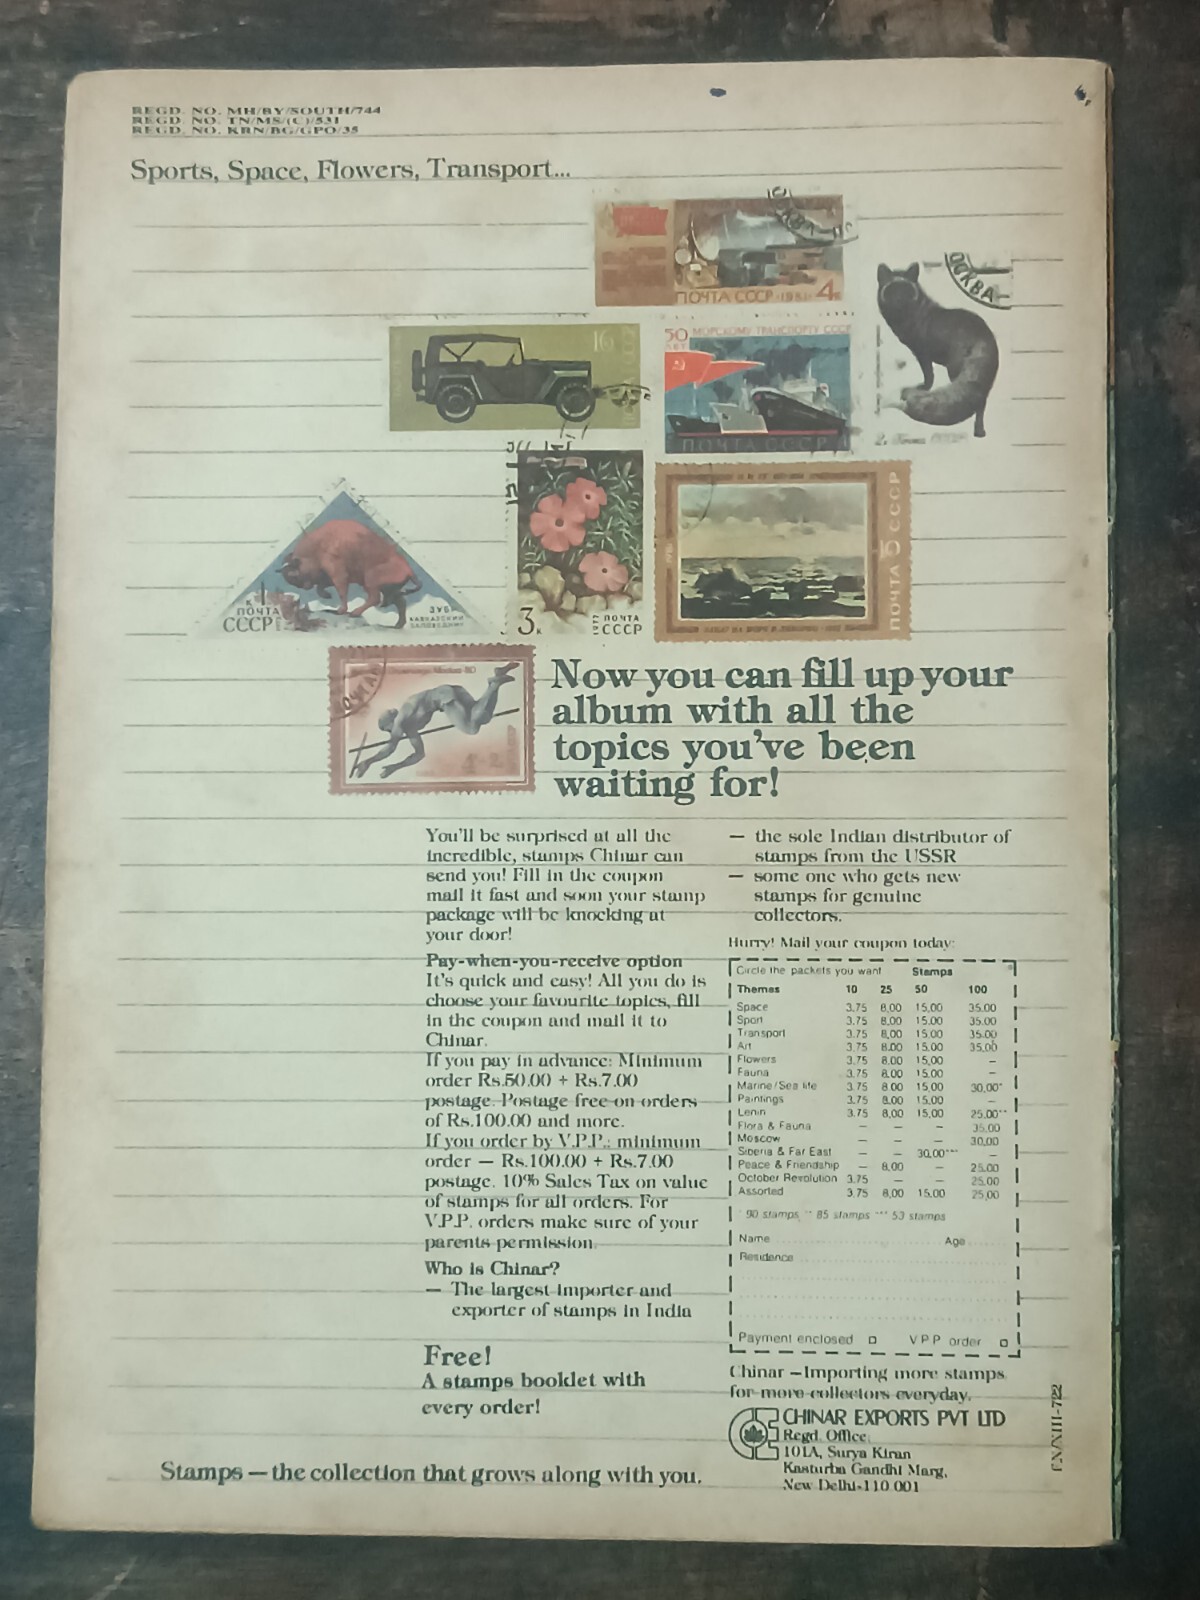 REGD. NO. MH/BY/SOUTH/744
REGD. NO. TN/MS/(C)/531
REGD. NO. KRN/BG/GPO/35
Sports, Space, Flowers, Transport...
ПОЧТА СССР·1981· 4к
МОСКВА
16
50 ЛЕТ МОРСКОМУ ТРАНСПОРТУ СССР
ПОЧТА СССР
2к Почта СССР
1к
ПОЧТА
СССР
ЗУБР
КАВКАЗСКИЙ
ЗАПОВЕДНИК
3к
1977 ПОЧТА
СССР
ПОЧТА 15 СССР
Now you can fill up your
album with all the
topics you've been
waiting for!
You'll be surprised at all the
incredible, stamps Chinar can
send you! Fill in the coupon
mail it fast and soon your stamp
package will be knocking at
your door!
Pay-when-you-receive option
It's quick and easy! All you do is
choose your favourite topics, fill
in the coupon and mail it to
Chinar.
If you pay in advance: Minimum
order Rs.50.00 + Rs.7.00
postage. Postage free on orders
of Rs.100.00 and more.
If you order by V.P.P.: minimum
order — Rs.100.00 + Rs.7.00
postage. 10% Sales Tax on value
of stamps for all orders. For
V.P.P. orders make sure of your
parents permission.
Who is Chinar?
— The largest importer and
exporter of stamps in India
— the sole Indian distributor of
stamps from the USSR
— some one who gets new
stamps for genuine
collectors.
Hurry! Mail your coupon today:
Circle the packets you want Stamps
Themes 10 25 50 100
Space 3.75 8.00 15.00 35.00
Sport 3.75 8.00 15.00 35.00
Transport 3.75 8.00 15.00 35.00
Art 3.75 8.00 15.00 35.00
Flowers 3.75 8.00 15.00 –
Fauna 3.75 8.00 15.00 –
Marine/Sea life 3.75 8.00 15.00 30.00*
Paintings 3.75 8.00 15.00 –
Lenin 3.75 8.00 15.00 25.00**
Flora & Fauna – – – 35.00
Moscow – – – 30.00
Siberia & Far East – – 30.00*** –
Peace & Friendship – 8.00 – 25.00
October Revolution 3.75 – – 25.00
Assorted 3.75 8.00 15.00 25.00
* 90 stamps ** 85 stamps *** 53 stamps
Name Age
Residence
Payment enclosed □ V P P order □
Free!
A stamps booklet with
every order!
Chinar – Importing more stamps
for more collectors everyday.
CHINAR EXPORTS PVT LTD
Regd. Office:
101A, Surya Kiran
Kasturba Gandhi Marg,
New Delhi-110 001
Stamps — the collection that grows along with you.